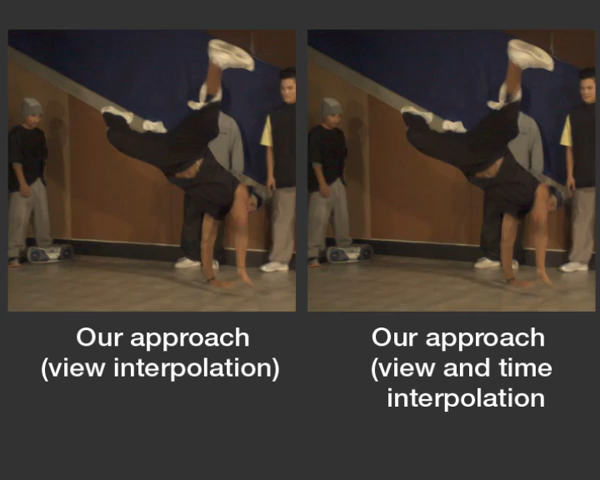 Our approach
(view interpolation)
Our approach
(view and time
interpolation